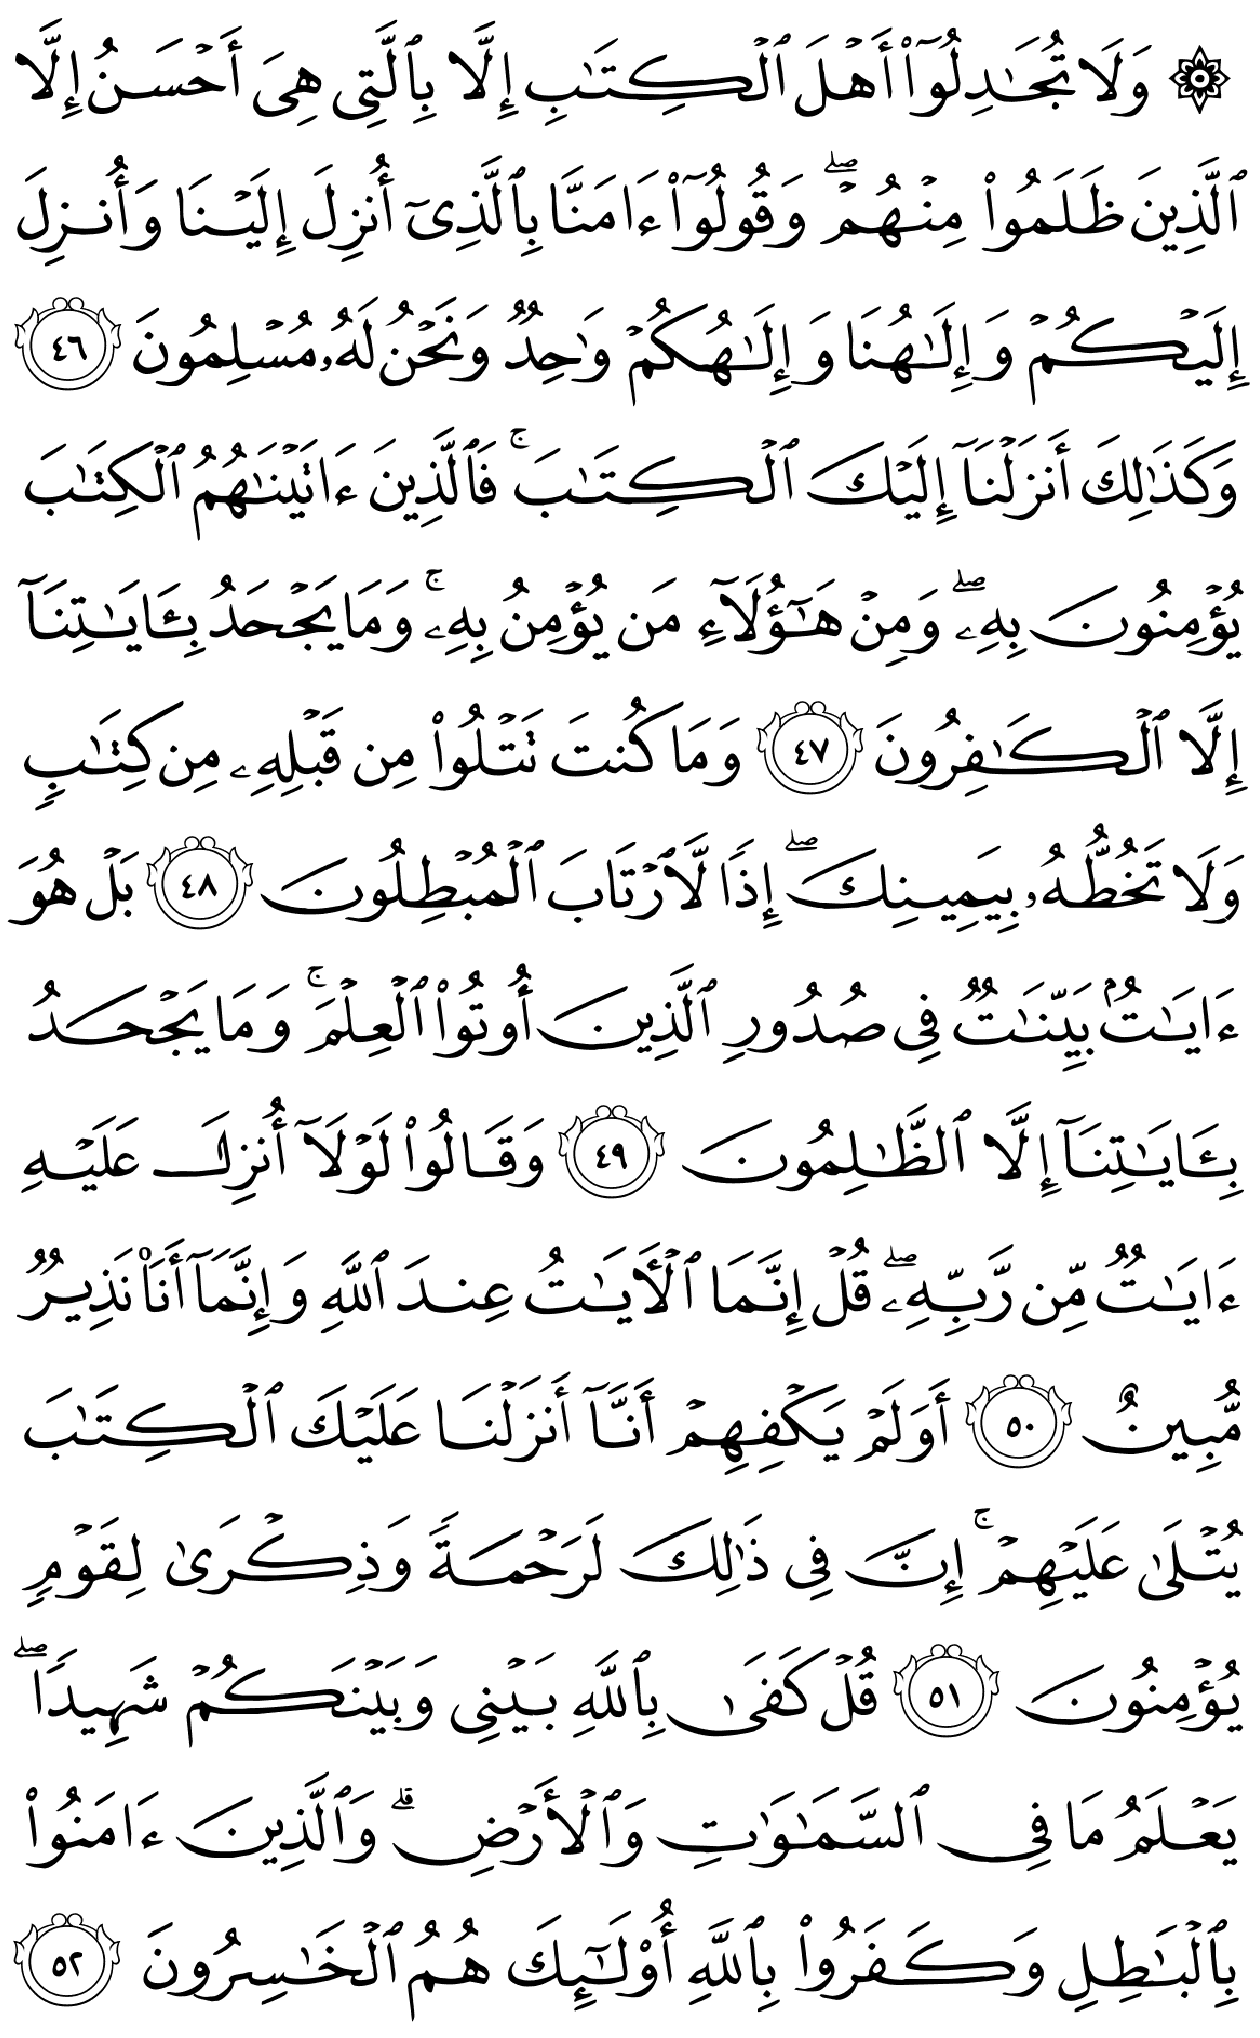 ۞ وَلَا تُجَٰدِلُوٓا۟ أَهْلَ ٱلْكِتَٰبِ إِلَّا بِٱلَّتِى هِىَ أَحْسَنُ إِلَّا
ٱلَّذِينَ ظَلَمُوا۟ مِنْهُمْ ۖ وَقُولُوٓا۟ ءَامَنَّا بِٱلَّذِىٓ أُنزِلَ إِلَيْنَا وَأُنزِلَ
إِلَيْكُمْ وَإِلَٰهُنَا وَإِلَٰهُكُمْ وَٰحِدٌ وَنَحْنُ لَهُۥ مُسْلِمُونَ ٤٦
وَكَذَٰلِكَ أَنزَلْنَآ إِلَيْكَ ٱلْكِتَٰبَ ۚ فَٱلَّذِينَ ءَاتَيْنَٰهُمُ ٱلْكِتَٰبَ
يُؤْمِنُونَ بِهِۦ ۖ وَمِنْ هَٰٓؤُلَآءِ مَن يُؤْمِنُ بِهِۦ ۚ وَمَا يَجْحَدُ بِـَٔايَٰتِنَآ
إِلَّا ٱلْكَٰفِرُونَ ٤٧ وَمَا كُنتَ تَتْلُوا۟ مِن قَبْلِهِۦ مِن كِتَٰبٍ
وَلَا تَخُطُّهُۥ بِيَمِينِكَ ۖ إِذًا لَّٱرْتَابَ ٱلْمُبْطِلُونَ ٤٨ بَلْ هُوَ
ءَايَٰتٌۢ بَيِّنَٰتٌ فِى صُدُورِ ٱلَّذِينَ أُوتُوا۟ ٱلْعِلْمَ ۚ وَمَا يَجْحَدُ
بِـَٔايَٰتِنَآ إِلَّا ٱلظَّٰلِمُونَ ٤٩ وَقَالُوا۟ لَوْلَآ أُنزِلَ عَلَيْهِ
ءَايَٰتٌ مِّن رَّبِّهِۦ ۖ قُلْ إِنَّمَا ٱلْـَٔايَٰتُ عِندَ ٱللَّهِ وَإِنَّمَآ أَنَا۠ نَذِيرٌ
مُّبِينٌ ٥٠ أَوَلَمْ يَكْفِهِمْ أَنَّآ أَنزَلْنَا عَلَيْكَ ٱلْكِتَٰبَ
يُتْلَىٰ عَلَيْهِمْ ۚ إِنَّ فِى ذَٰلِكَ لَرَحْمَةً وَذِكْرَىٰ لِقَوْمٍ
يُؤْمِنُونَ ٥١ قُلْ كَفَىٰ بِٱللَّهِ بَيْنِى وَبَيْنَكُمْ شَهِيدًا ۖ
يَعْلَمُ مَا فِى ٱلسَّمَٰوَٰتِ وَٱلْأَرْضِ ۗ وَٱلَّذِينَ ءَامَنُوا۟
بِٱلْبَٰطِلِ وَكَفَرُوا۟ بِٱللَّهِ أُو۟لَٰٓئِكَ هُمُ ٱلْخَٰسِرُونَ ٥٢